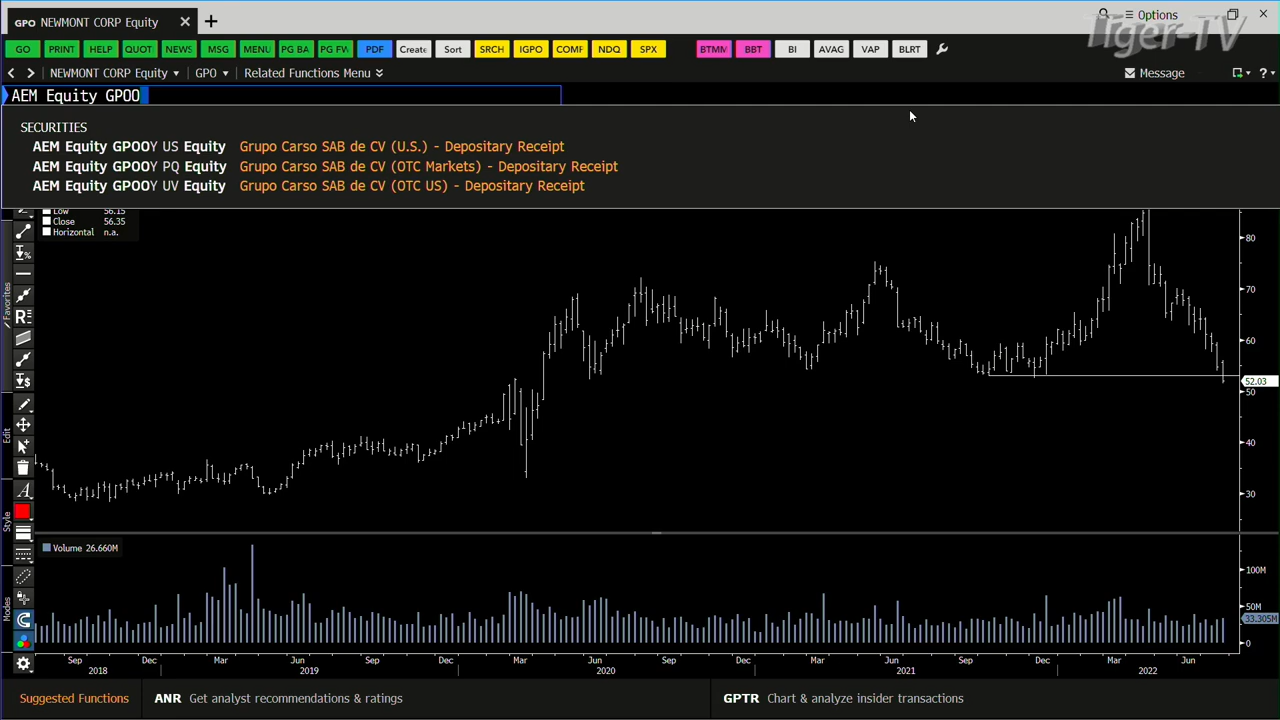 GPO NEWMONT CORP Equity
Options
Tiger-TV
GO PRINT HELP QUOT NEWS MSG MENU PG BA PG FV PDF Create Sort SRCH IGPO COMF NDQ SPX BTMM BBT BI AVAG VAP BLRT
NEWMONT CORP Equity GPO Related Functions Menu Message ?
AEM Equity GPOO
SECURITIES
AEM Equity GPOOY US Equity Grupo Carso SAB de CV (U.S.) - Depositary Receipt
AEM Equity GPOOY PQ Equity Grupo Carso SAB de CV (OTC Markets) - Depositary Receipt
AEM Equity GPOOY UV Equity Grupo Carso SAB de CV (OTC US) - Depositary Receipt
Low 56.15
Close 56.35
Horizontal n.a.
80
70
60
52.03
50
40
30
Favorites
Edit
Style
Modes
Volume 26.660M
100M
50M
33.305M
0
Sep Dec Mar Jun Sep Dec Mar Jun Sep Dec Mar Jun Sep Dec Mar Jun
2018 2019 2020 2021 2022
Suggested Functions ANR Get analyst recommendations & ratings GPTR Chart & analyze insider transactions